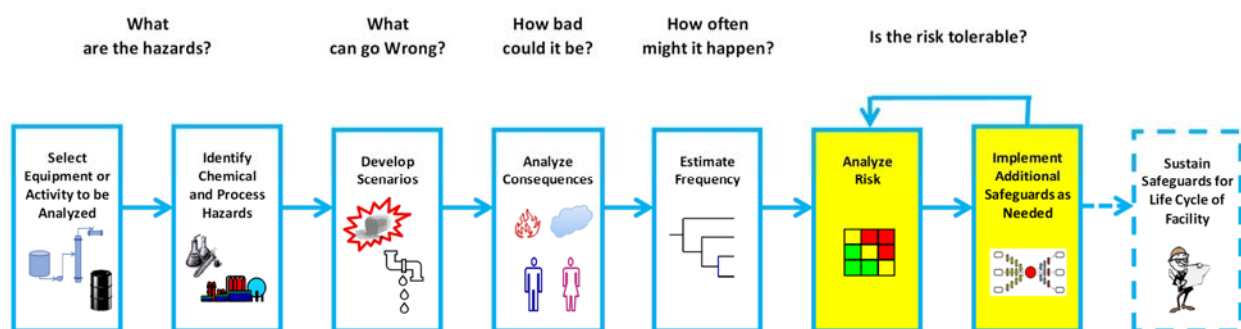 What
are the hazards?
What
can go Wrong?
How bad
could it be?
How often
might it happen?
Is the risk tolerable?
Select
Equipment or
Activity to be
Analyzed
Identify
Chemical
and Process
Hazards
Develop
Scenarios
Analyze
Consequences
Estimate
Frequency
Analyze
Risk
Implement
Additional
Safeguards as
Needed
Sustain
Safeguards for
Life Cycle of
Facility